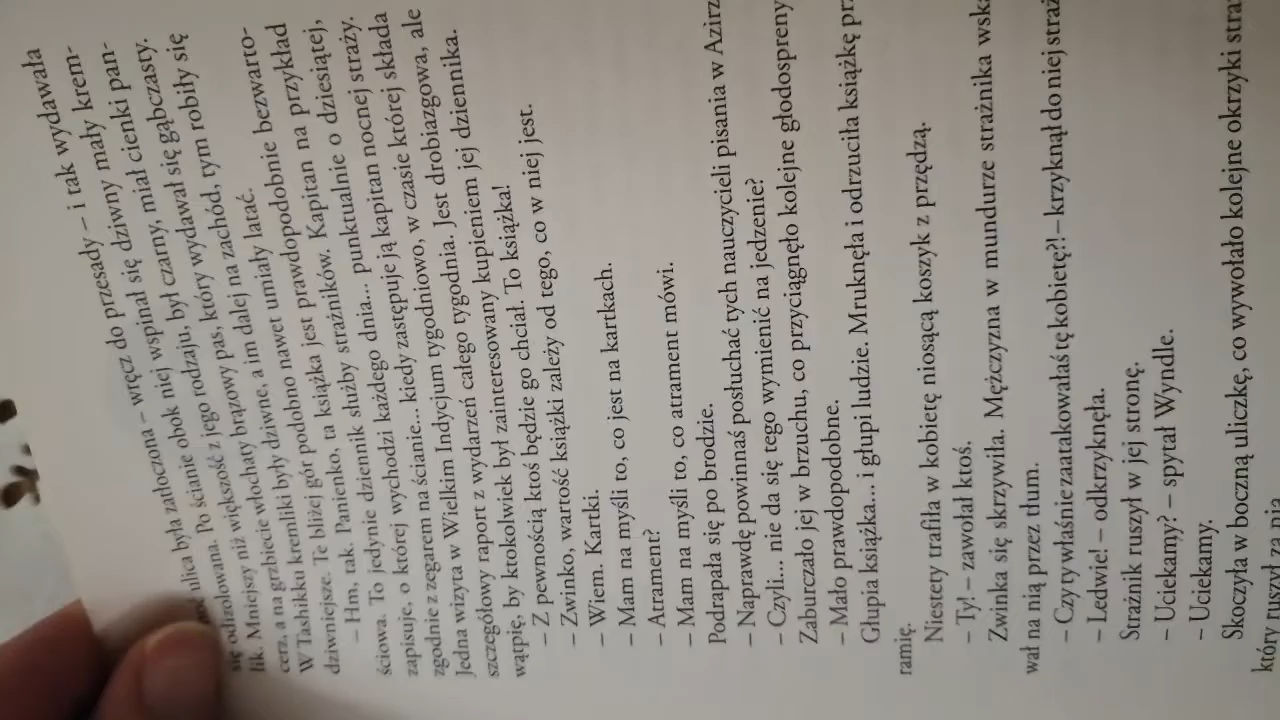 ulica była zatłoczona – wręcz do przesady – i tak wydawała
się odizolowana. Po ścianie obok niej wspinał się dziwny mały krem-
lik. Mniejszy niż większość z jego rodzaju, był czarny, miał cienki pan-
cerz, a na grzbiecie włochaty brązowy pas, który wydawał się gąbczasty.
W Tashikku kremliki były dziwne, a im dalej na zachód, tym robiły się
dziwniejsze. Te bliżej gór podobno nawet umiały latać.
– Hm, tak. Panienko, ta książka jest prawdopodobnie bezwarto-
ściowa. To jedynie dziennik służby strażników. Kapitan na przykład
zapisuje, o której wychodzi każdego dnia... punktualnie o dziesiątej,
zgodnie z zegarem na ścianie... kiedy zastępuje ją kapitan nocnej straży.
Jedna wizyta w Wielkim Indycjum tygodniowo, w czasie której składa
szczegółowy raport z wydarzeń całego tygodnia. Jest drobiazgowa, ale
wątpię, by ktokolwiek był zainteresowany kupieniem jej dziennika.
– Z pewnością ktoś będzie go chciał. To książka!
– Zwinko, wartość książki zależy od tego, co w niej jest.
– Wiem. Kartki.
– Mam na myśli to, co jest na kartkach.
– Atrament?
– Mam na myśli to, co atrament mówi.
Podrapała się po brodzie.
– Naprawdę powinnaś posłuchać tych nauczycieli pisania w
– Czyli... nie da się tego wymienić na jedzenie?
Zaburczało jej w brzuchu, co przyciągnęło kolejne głodospreny
– Mało prawdopodobne.
Głupia książka... i głupi ludzie. Mruknęła i odrzuciła książkę
ramię.
Niestety trafiła w kobietę niosącą koszyk z przędzą.
– Ty! – zawołał ktoś.
Zwinka się skrzywiła. Mężczyzna w mundurze strażnika
wał na nią przez tłum.
– Czy ty właśnie zaatakowałaś tę kobietę?! – krzyknął do niej
– Ledwie! – odkrzyknęła.
Strażnik ruszył w jej stronę.
– Uciekamy? – spytał Wyndle.
– Uciekamy.
Skoczyła w boczną uliczkę, co wywołało kolejne okrzyki
który ruszył za nią.